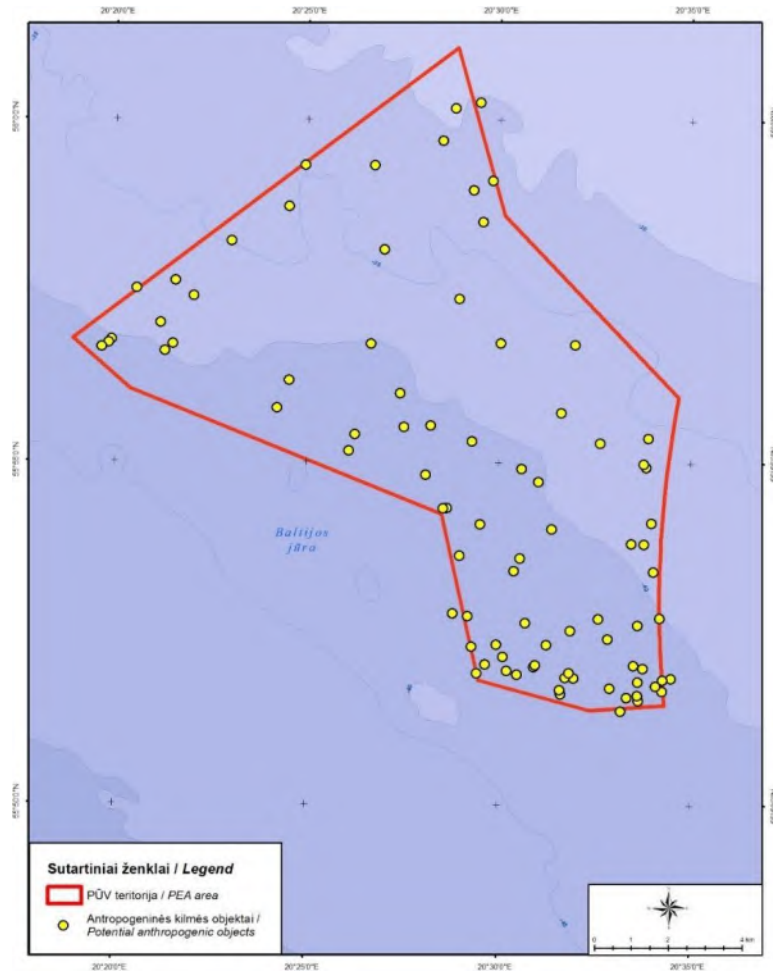 20°20'0"E 20°25'0"E 20°30'0"E 20°35'0"E
Baltijos
jūra
Sutartiniai ženklai / Legend
PŪV teritorija / PEA area
Antropogeninės kilmės objektai /
Potential anthropogenic objects
0 1 2 4 km
20°20'0"E 20°25'0"E 20°30'0"E 20°35'0"E